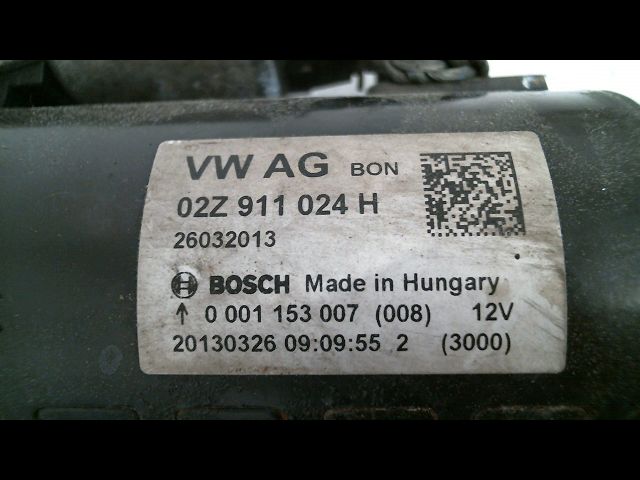 VW AG BON
02Z 911 024 H
26032013
BOSCH Made in Hungary
↑ 0 001 153 007 (008) 12V
20130326 09:09:55 2 (3000)